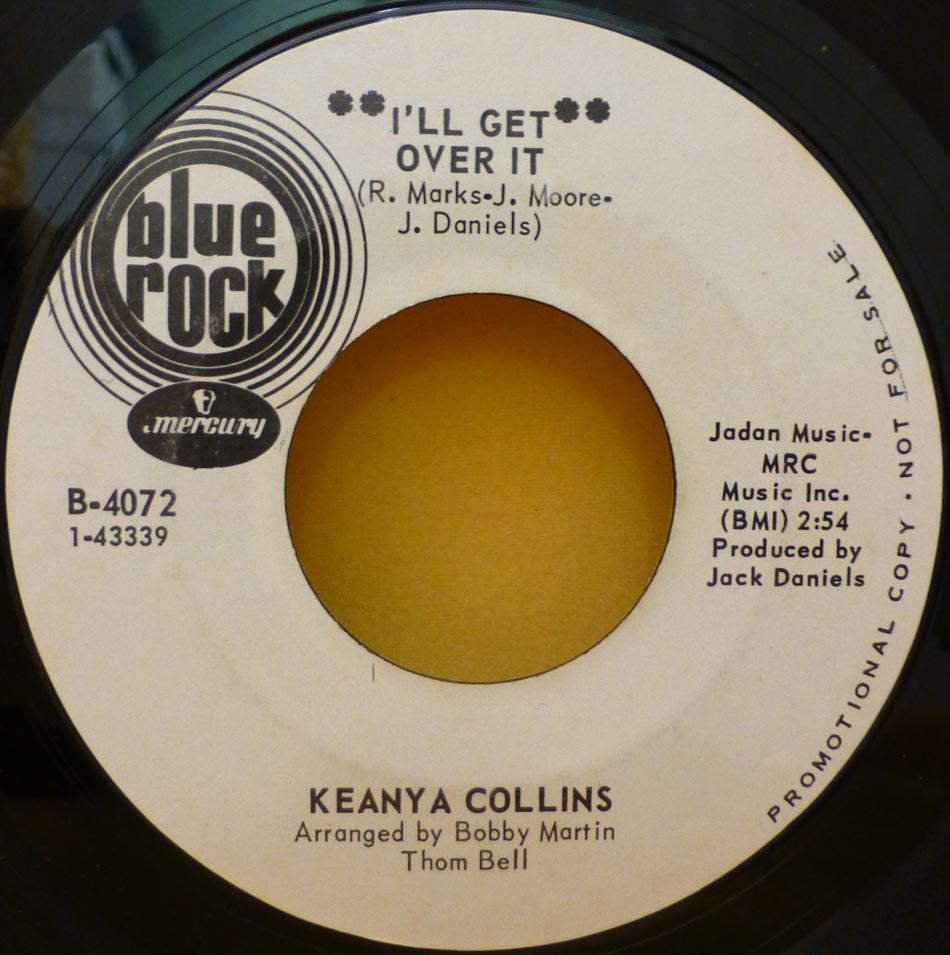 **I'LL GET**
OVER IT
(R. Marks-J. Moore-
J. Daniels)
blue
rock
mercury
B-4072
1-43339
Jadan Music-
MRC
Music Inc.
(BMI) 2:54
Produced by
Jack Daniels
PROMOTIONAL COPY • NOT FOR SALE
KEANYA COLLINS
Arranged by Bobby Martin
Thom Bell